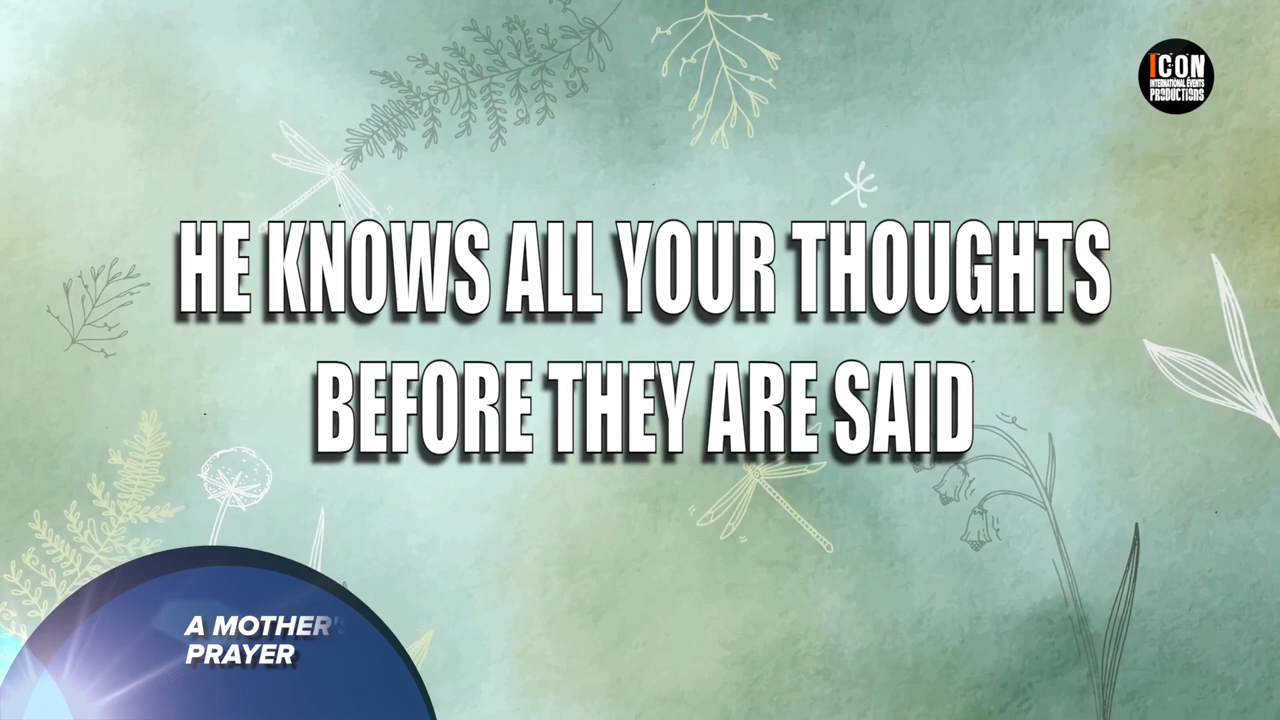 ICON
INTERNATIONAL EVENTS
PRODUCTIONS
HE KNOWS ALL YOUR THOUGHTS
BEFORE THEY ARE SAID
A MOTHER'S
PRAYER